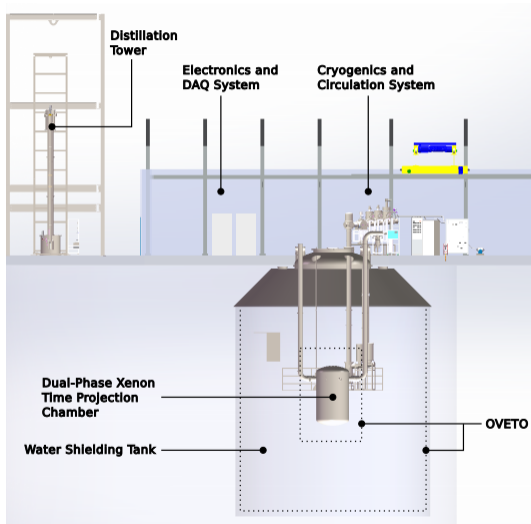 Distillation
Tower
Electronics and
DAQ System
Cryogenics and
Circulation System
Dual-Phase Xenon
Time Projection
Chamber
OVETO
Water Shielding Tank